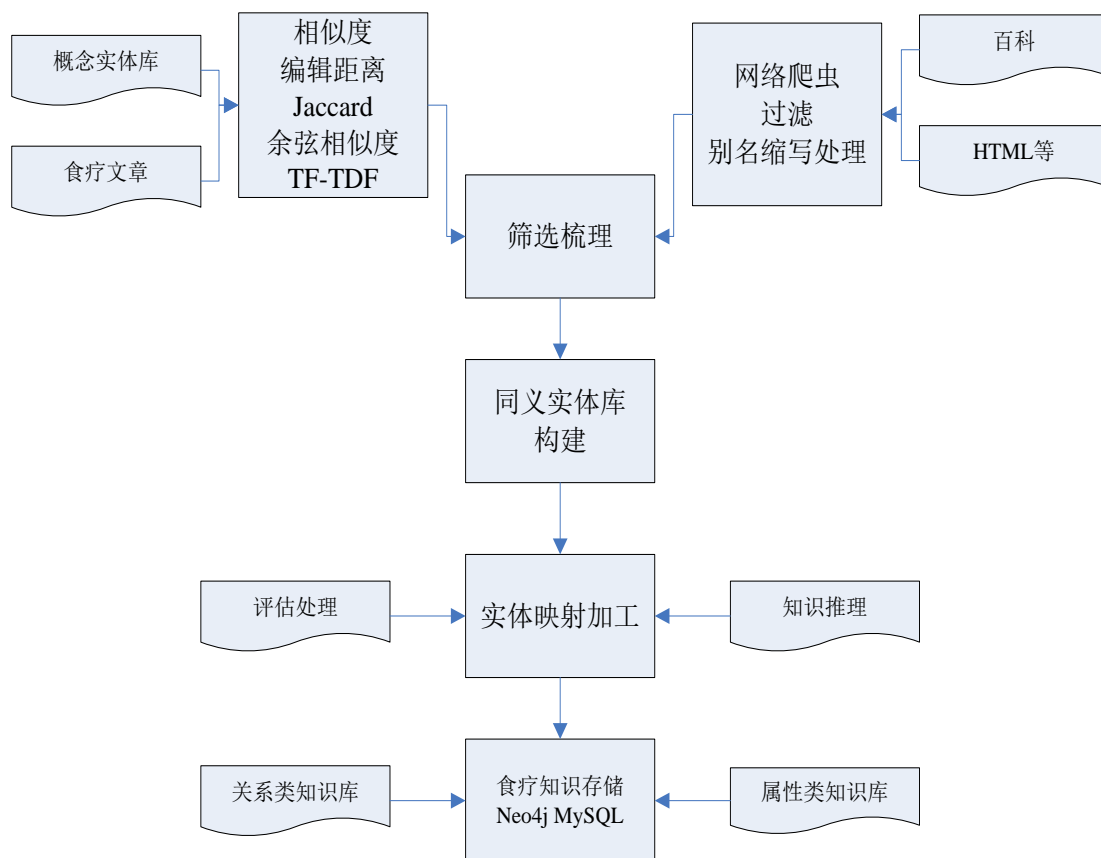 概念实体库
食疗文章
相似度
编辑距离
Jaccard
余弦相似度
TF-TDF
网络爬虫
过滤
别名缩写处理
百科
HTML等
筛选梳理
同义实体库
构建
评估处理
实体映射加工
知识推理
关系类知识库
食疗知识存储
Neo4j MySQL
属性类知识库